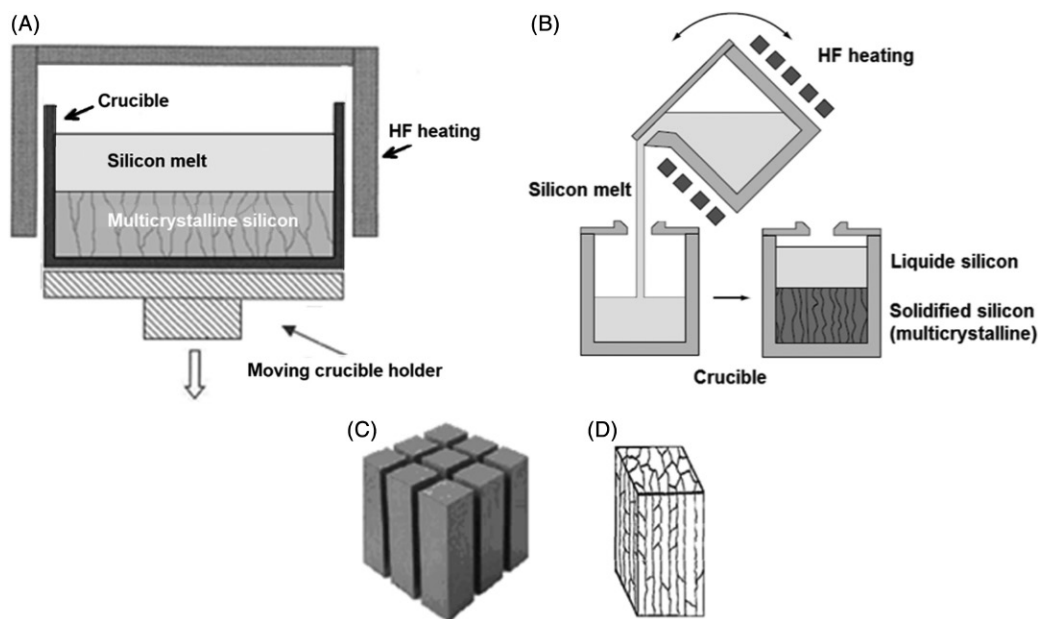 (A)
Crucible
HF heating
Silicon melt
Multicrystalline silicon
Moving crucible holder
(B)
HF heating
Silicon melt
Liquide silicon
Solidified silicon
(multicrystalline)
Crucible
(C)
(D)